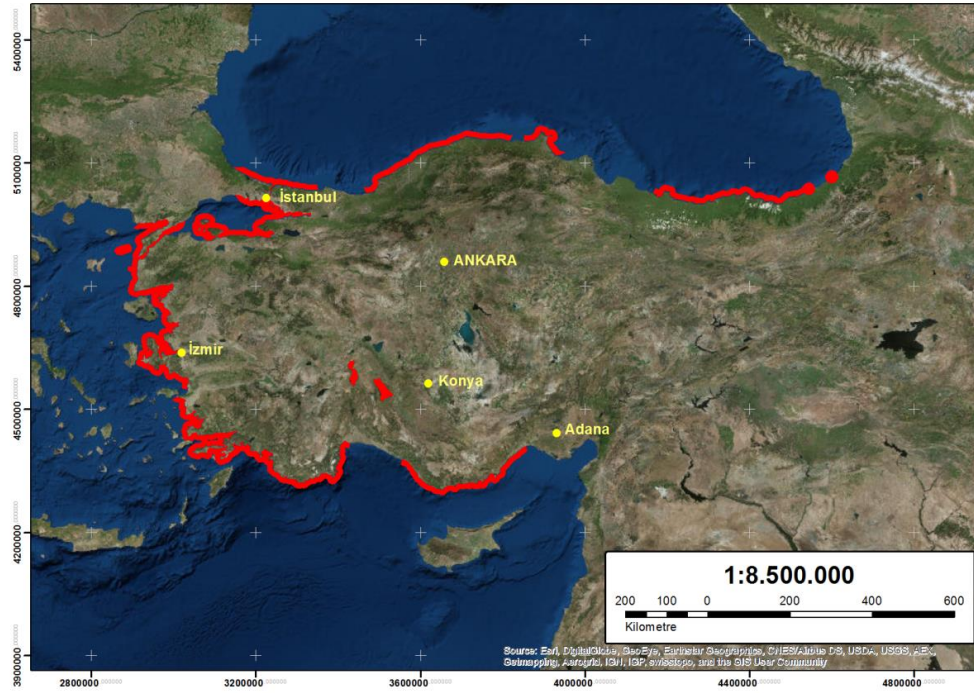 5400000
5100000
4800000
4500000
4200000
3900000
İstanbul
ANKARA
İzmir
Konya
Adana
1:8.500.000
200 100 0 200 400 600
Kilometre
Source: Esri, DigitalGlobe, GeoEye, Earthstar Geographics, CNES/Airbus DS, USDA, USGS, AEX,
Getmapping, Aerogrid, IGN, IGP, swisstopo, and the GIS User Community
2800000 3200000 3600000 4000000 4400000 4800000